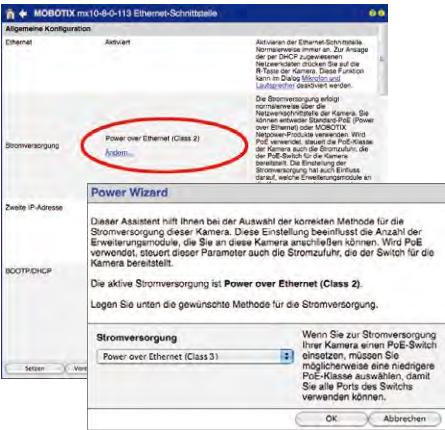 MOBOTIX mx10-8-0-113 Ethernet-Schnittstelle
Allgemeine Konfiguration
Ethernet
Aktiviert
Aktivieren der Ethernet-Schnittstelle.
Normalerweise immer an. Zur Ansage
der per DHCP zugewiesenen
Netzwerkdaten drücken Sie auf die
R-Taste der Kamera. Diese Funktion
kann im Dialog Mikrofon und
Lautsprecher deaktiviert werden.
Stromversorgung
Power over Ethernet (Class 2)
Ändern...
Die Stromversorgung erfolgt
normalerweise über die
Netzwerkschnittstelle der Kamera. Sie
können entweder Standard-PoE (Power
over Ethernet) oder MOBOTIX
Netpower-Produkte verwenden. Wird
PoE verwendet, steuert die PoE-Klasse
der Kamera auch die Stromzufuhr, die
der PoE-Switch für die Kamera
bereitstellt. Die Einstellung der
Stromversorgung hat auch Einfluss
darauf, welche Erweiterungsmodule an
Zweite IP-Adresse
BOOTP/DHCP
Setzen
Power Wizard
Dieser Assistent hilft Ihnen bei der Auswahl der korrekten Methode für die
Stromversorgung dieser Kamera. Diese Einstellung beeinflusst die Anzahl der
Erweiterungsmodule, die Sie an diese Kamera anschließen können. Wird PoE
verwendet, steuert dieser Parameter auch die Stromzufuhr, die der Switch für die
Kamera bereitstellt.
Die aktive Stromversorgung ist Power over Ethernet (Class 2).
Legen Sie unten die gewünschte Methode für die Stromversorgung.
Stromversorgung
Power over Ethernet (Class 3)
Wenn Sie zur Stromversorgung
Ihrer Kamera einen PoE-Switch
einsetzen, müssen Sie
möglicherweise eine niedrigere
PoE-Klasse auswählen, damit
Sie alle Ports des Switchs
verwenden können.
OK
Abbrechen